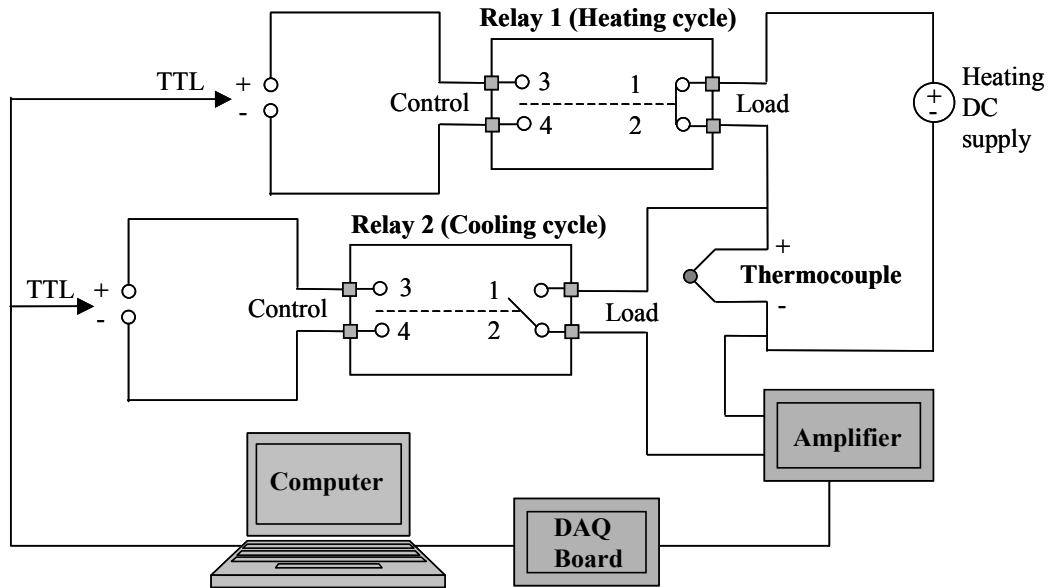 Relay 1 (Heating cycle)
TTL
+
-
Control
3
4
1
2
Load
+
-
Heating
DC
supply
Relay 2 (Cooling cycle)
TTL
+
-
Control
3
4
1
2
Load
+
Thermocouple
-
Amplifier
Computer
DAQ
Board